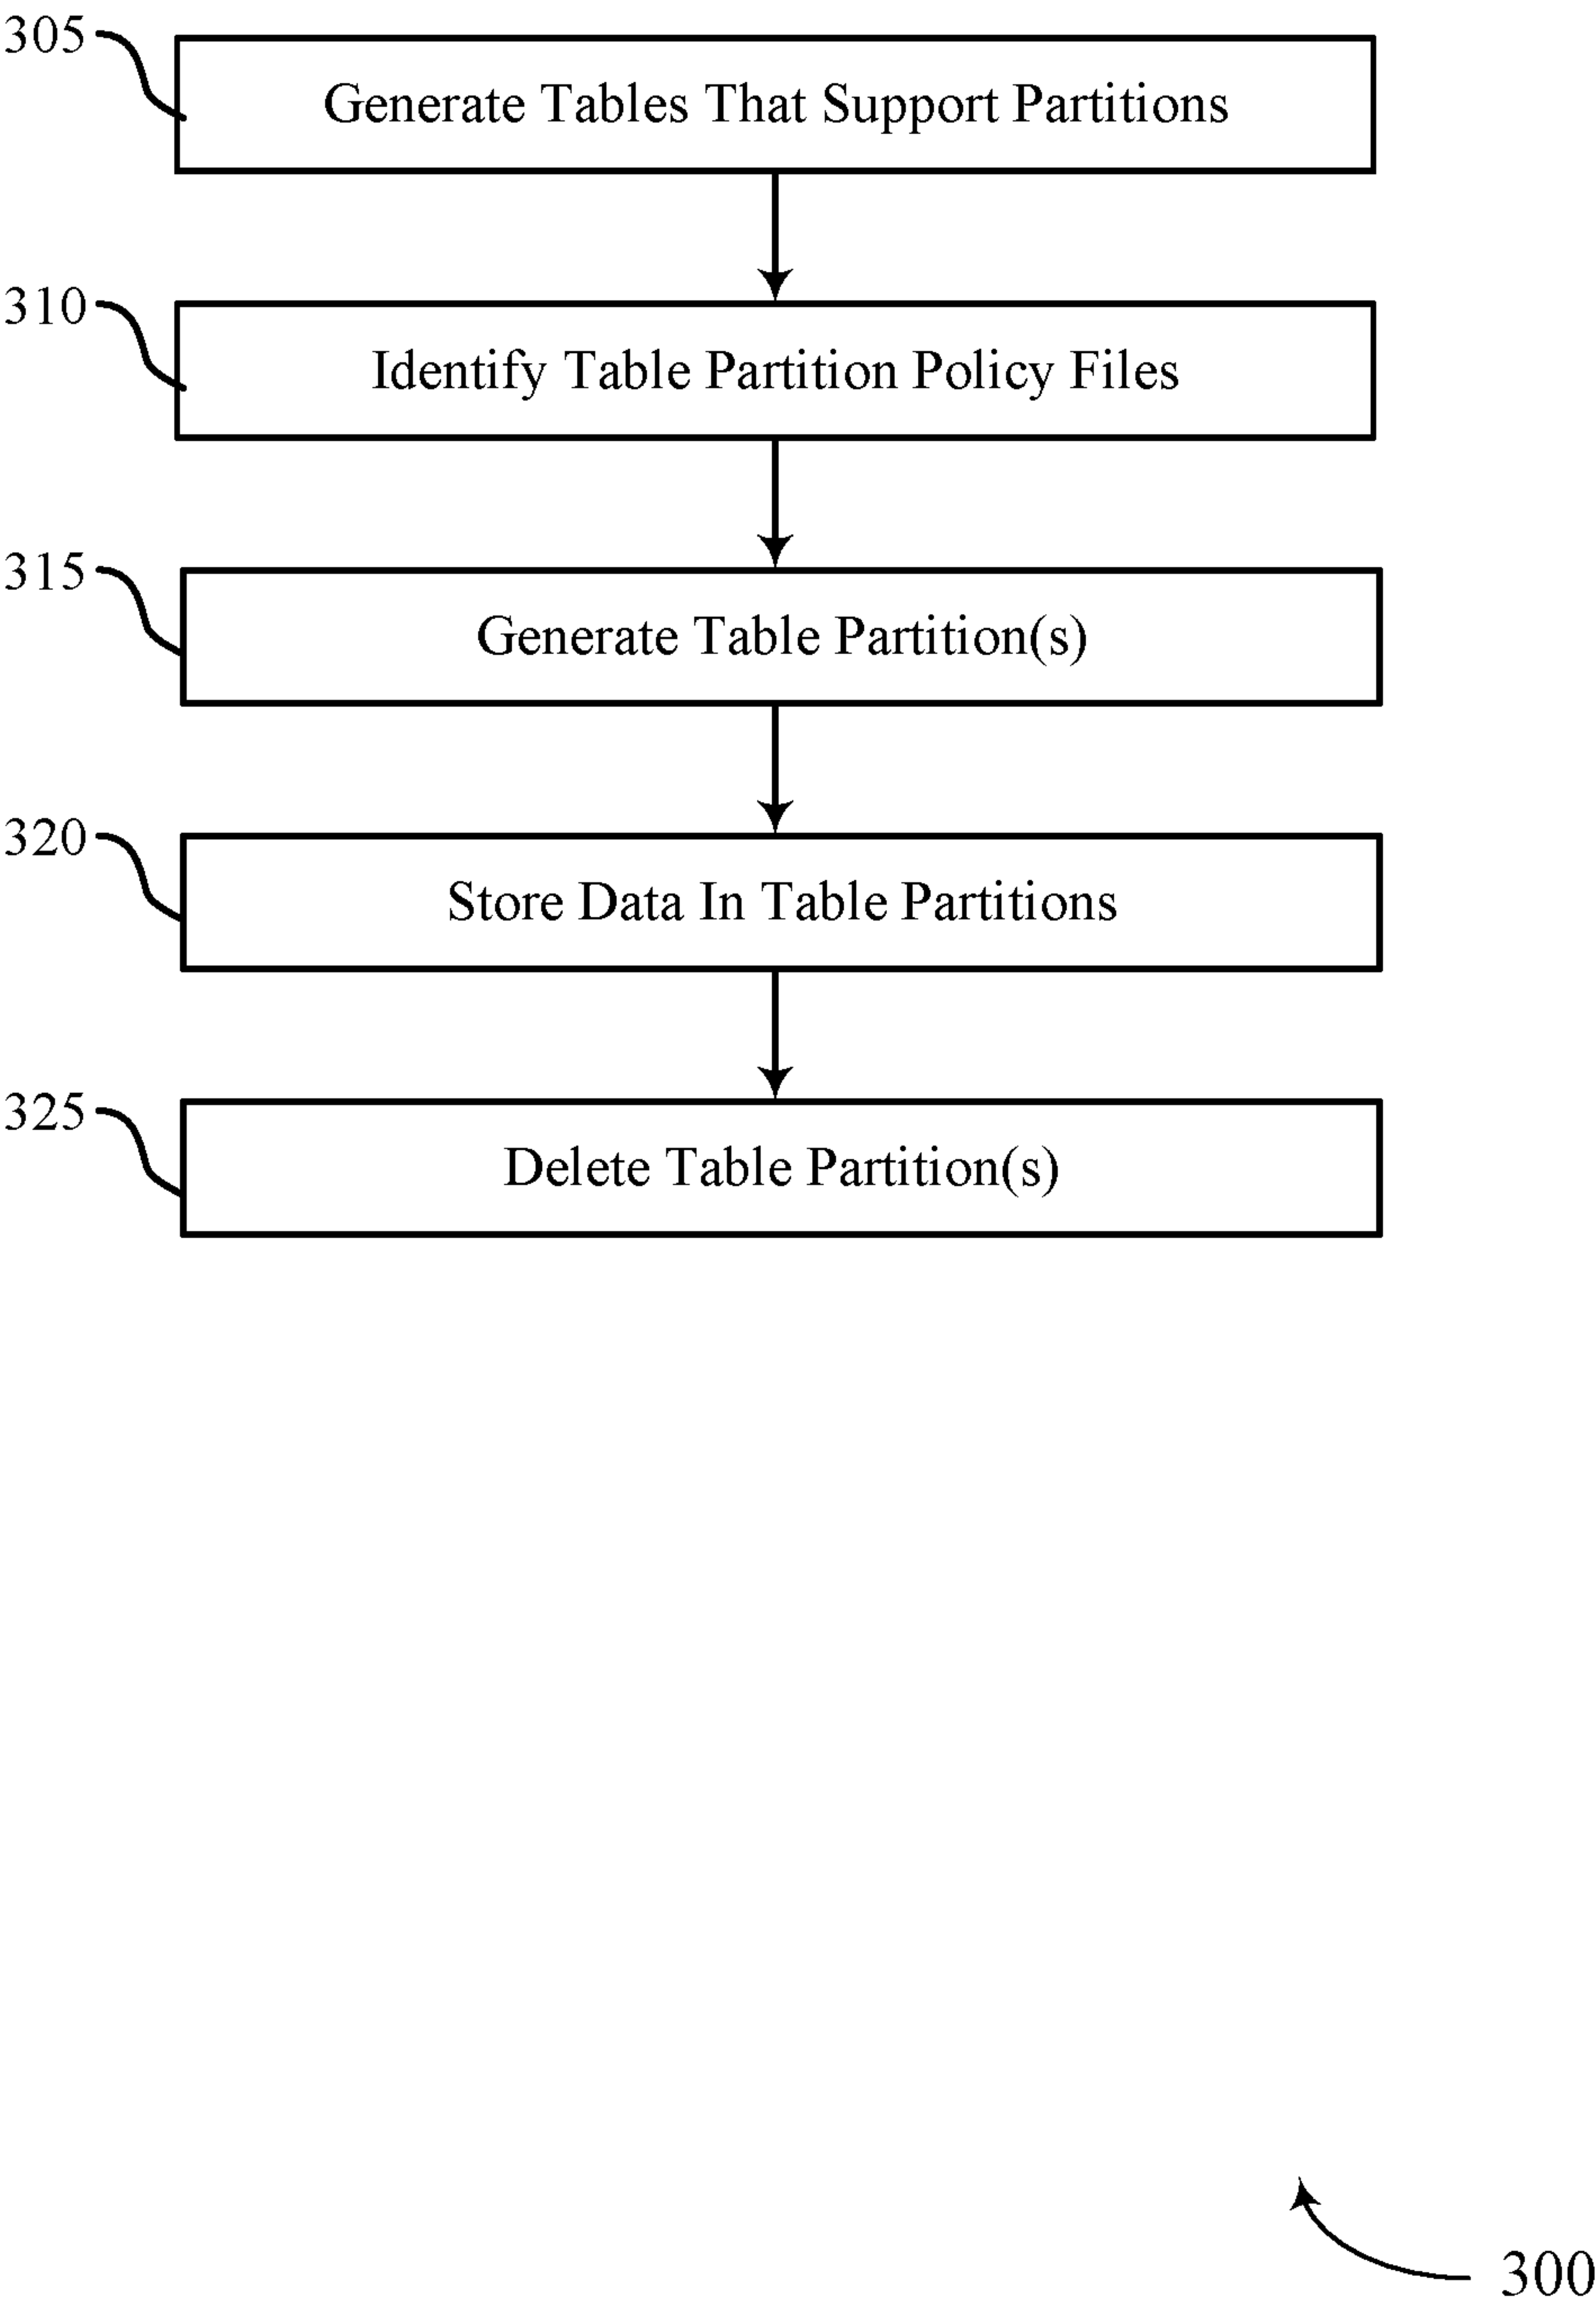 305
Generate Tables That Support Partitions
310
Identify Table Partition Policy Files
315
Generate Table Partition(s)
320
Store Data In Table Partitions
325
Delete Table Partition(s)
300